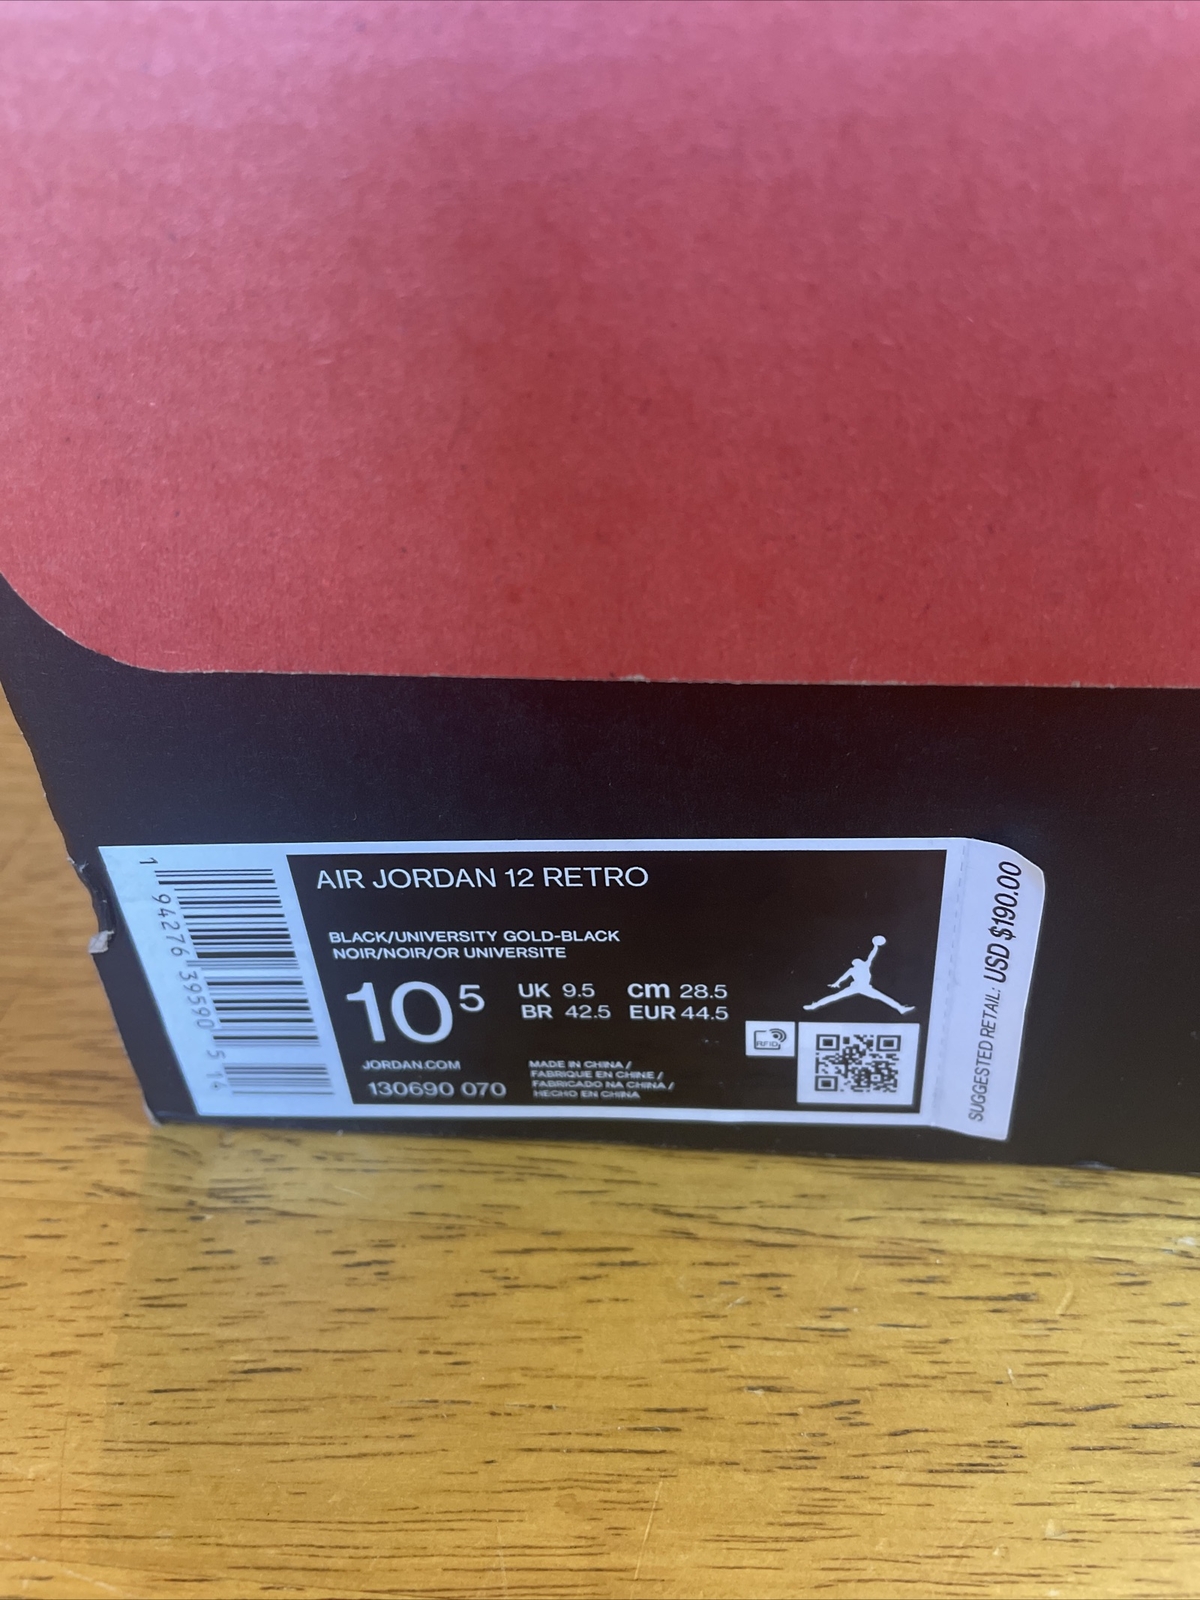 AIR JORDAN 12 RETRO
BLACK/UNIVERSITY GOLD-BLACK
NOIR/NOIR/OR UNIVERSITE
10 5
UK 9.5 cm 28.5
BR 42.5 EUR 44.5
JORDAN.COM
130690 070
MADE IN CHINA /
FABRIQUE EN CHINE /
FABRICADO NA CHINA /
HECHO EN CHINA
RFID
SUGGESTED RETAIL: USD $190.00
1 94276 39590 5 14